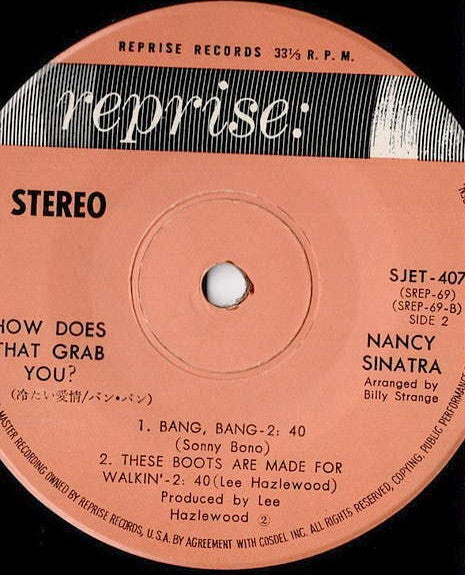 REPRISE RECORDS 33⅓ R. P. M.
reprise:
STEREO
SJET-407
(SREP-69)
(SREP-69-B)
SIDE 2
HOW DOES
THAT GRAB
YOU?
(冷たい愛情/バン・バン)
NANCY
SINATRA
Arranged by
Billy Strange
1. BANG, BANG-2: 40
(Sonny Bono)
2. THESE BOOTS ARE MADE FOR
WALKIN'-2: 40(Lee Hazlewood)
Produced by Lee
Hazlewood ②
MASTER RECORDING OWNED BY REPRISE RECORDS, U.S.A. BY AGREEMENT WITH COSDEL INC. ALL RIGHTS RESERVED, COPYING, PUBLIC PERFORMANCE